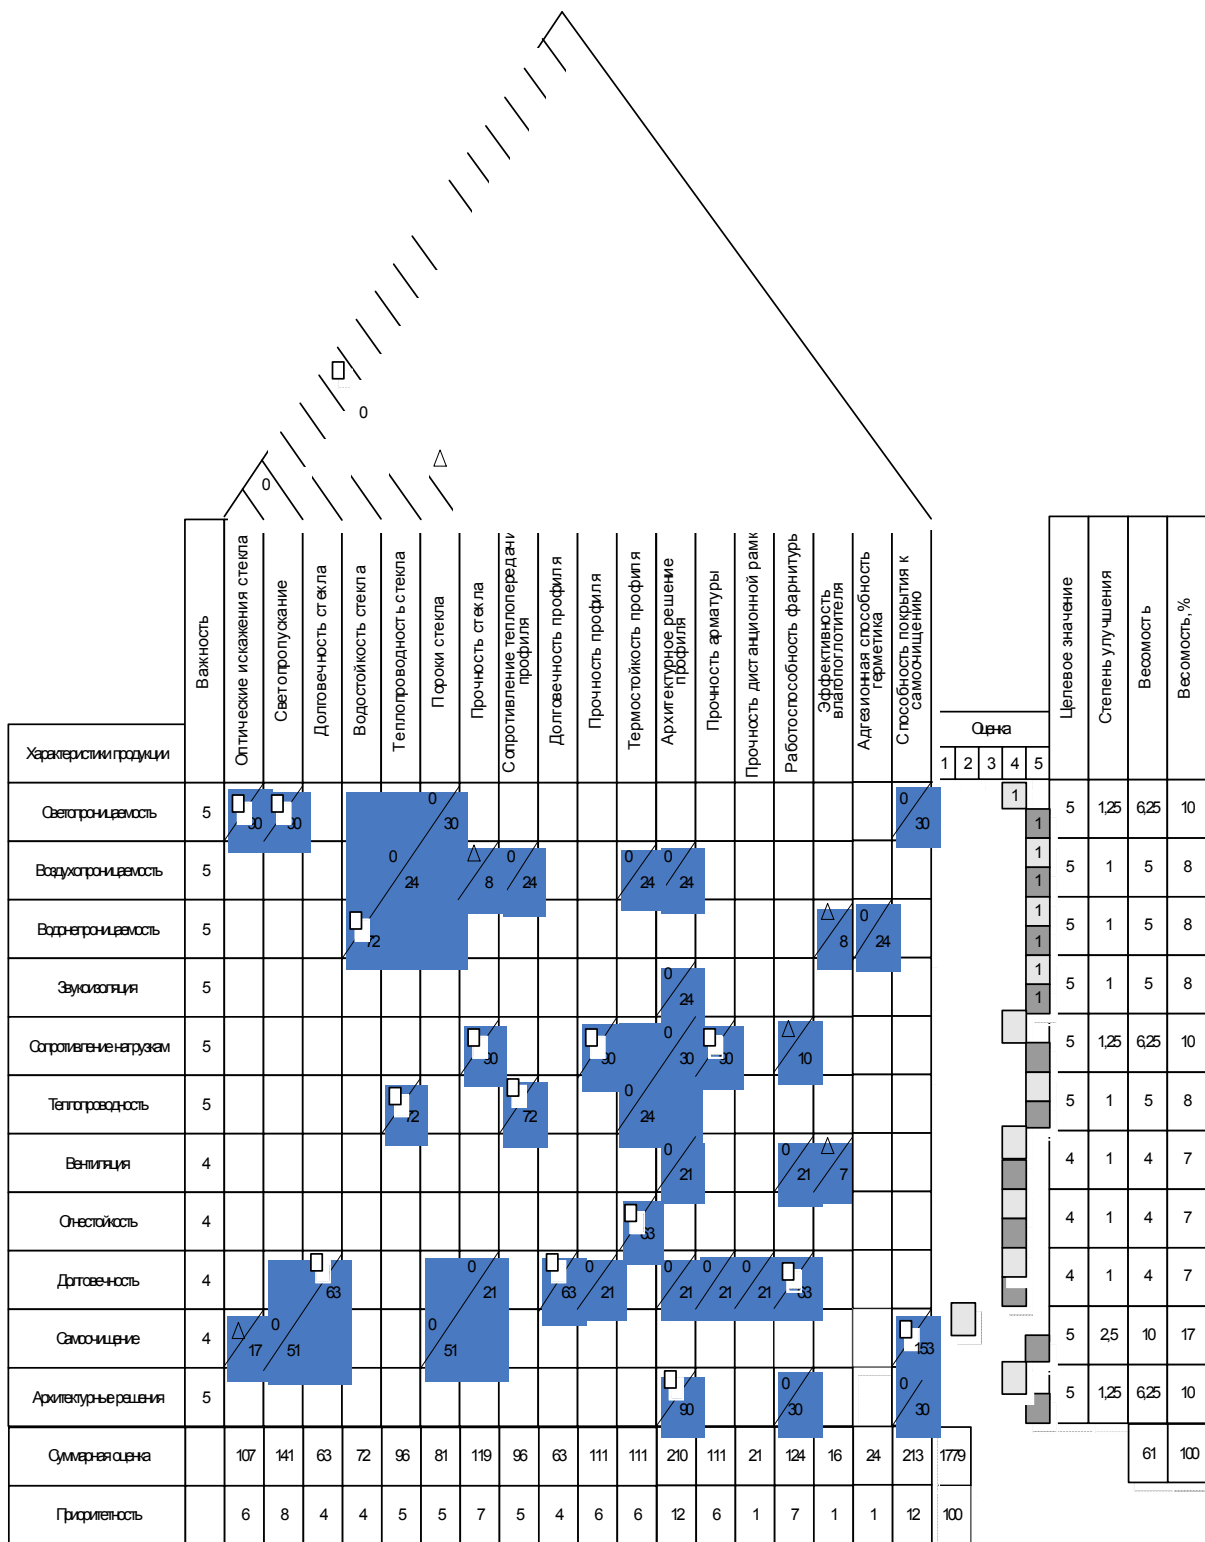 0
0
△
0
Важность
Оптические искажения стекла
Светопропускание
Долговечность стекла
Водостойкость стекла
Теплопроводность стекла
Пороки стекла
Прочность стекла
Сопротивление теплопередачи
профиля
Долговечность профиля
Прочность профиля
Термостойкость профиля
Архитектурное решение
профиля
Прочность арматуры
Прочность дистанционной рамк
Работоспособность фарнитуры
Эффективность
влагопоглотителя
Адгезионная способность
герметика
Способность покрытия к
самоочищению
Целевое значение
Степень улучшения
Весомость
Весомость, %
Характеристики продукции
Оценка
1 2 3 4 5
Светопроницаемость 5 90 90 0 30 0 30 1 1 5 1,25 6,25 10
Воздухопроницаемость 5 0 24 △ 8 0 24 0 24 0 24 1 1 5 1 5 8
Водонепроницаемость 5 72 △ 8 0 24 1 1 5 1 5 8
Звукоизоляция 5 0 24 1 1 5 1 5 8
Сопротивление нагрузкам 5 90 90 0 30 90 △ 10 5 1,25 6,25 10
Теплопроводность 5 72 72 0 24 5 1 5 8
Вентиляция 4 0 21 0 21 △ 7 4 1 4 7
Огнестойкость 4 63 4 1 4 7
Долговечность 4 63 0 21 63 0 21 0 21 0 21 0 21 63 4 1 4 7
Самоочищение 4 △ 17 0 51 0 51 153 5 2,5 10 17
Архитектурные решения 5 90 0 30 0 30 5 1,25 6,25 10
Суммарная оценка 107 141 63 72 96 81 119 96 63 111 111 210 111 21 124 16 24 213 1779 61 100
Приоритетность 6 8 4 4 5 5 7 5 4 6 6 12 6 1 7 1 1 12 100